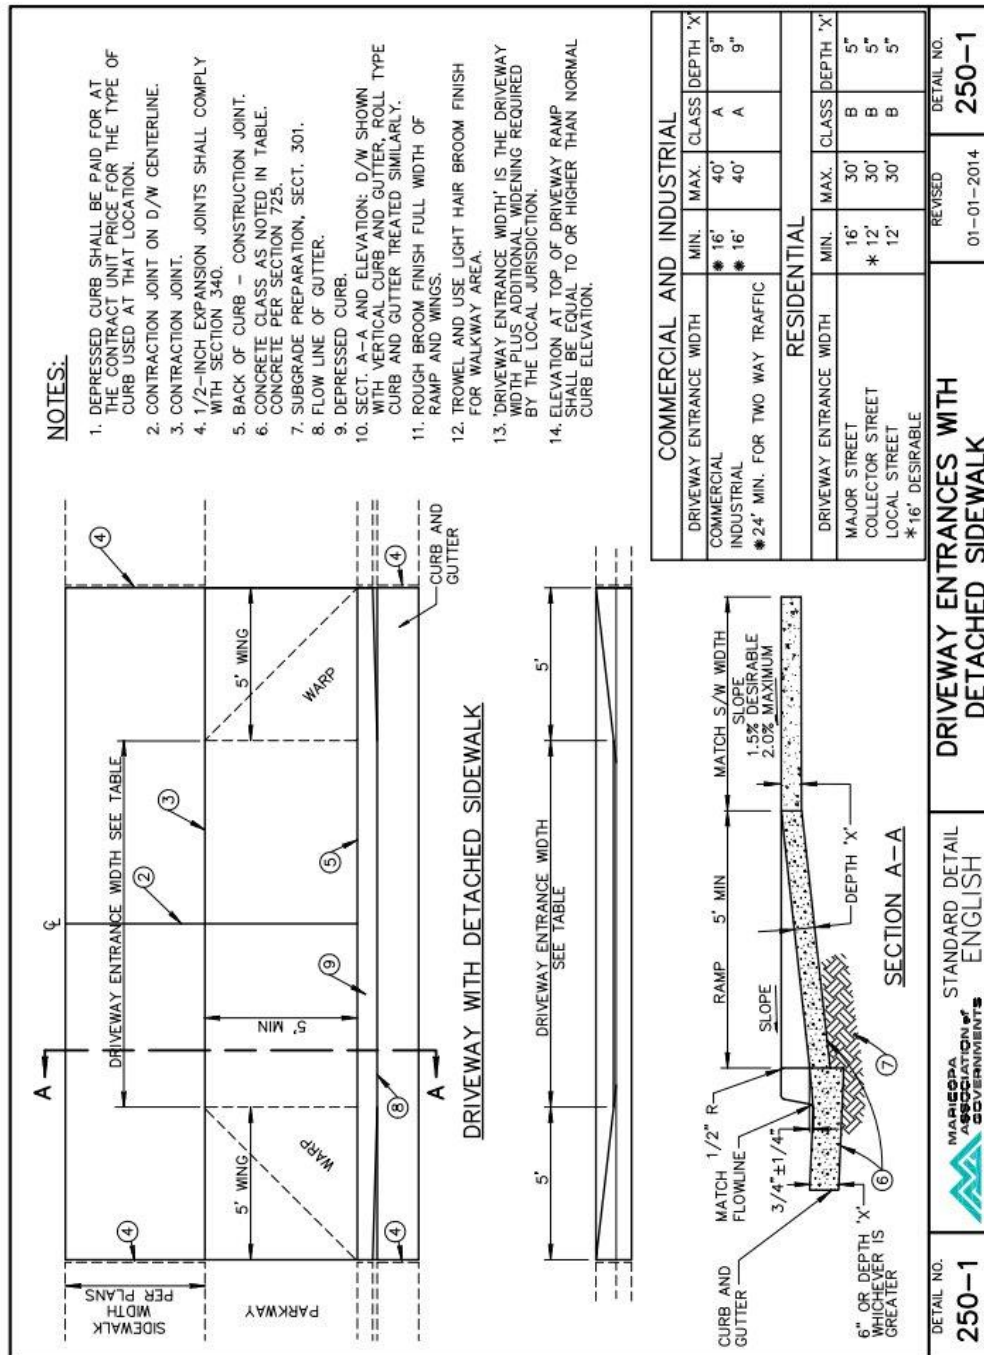 NOTES:
1. DEPRESSED CURB SHALL BE PAID FOR AT
THE CONTRACT UNIT PRICE FOR THE TYPE OF
CURB USED AT THAT LOCATION.
2. CONTRACTION JOINT ON D/W CENTERLINE.
3. CONTRACTION JOINT.
4. 1/2-INCH EXPANSION JOINTS SHALL COMPLY
WITH SECTION 340.
5. BACK OF CURB – CONSTRUCTION JOINT.
6. CONCRETE CLASS AS NOTED IN TABLE.
CONCRETE PER SECTION 725.
7. SUBGRADE PREPARATION, SECT. 301.
8. FLOW LINE OF GUTTER.
9. DEPRESSED CURB.
10. SECT. A–A AND ELEVATION: D/W SHOWN
WITH VERTICAL CURB AND GUTTER, ROLL TYPE
CURB AND GUTTER TREATED SIMILARLY.
11. ROUGH BROOM FINISH FULL WIDTH OF
RAMP AND WINGS.
12. TROWEL AND USE LIGHT HAIR BROOM FINISH
FOR WALKWAY AREA.
13. 'DRIVEWAY ENTRANCE WIDTH' IS THE DRIVEWAY
WIDTH PLUS ADDITIONAL WIDENING REQUIRED
BY THE LOCAL JURISDICTION.
14. ELEVATION AT TOP OF DRIVEWAY RAMP
SHALL BE EQUAL TO OR HIGHER THAN NORMAL
CURB ELEVATION.
SIDEWALK
WIDTH
PER PLANS
PARKWAY
4
4
A
℄
2
3
DRIVEWAY ENTRANCE WIDTH SEE TABLE
5' WING
5' WING
WARP
WARP
5' MIN
9
5
8
A
4
4
CURB AND
GUTTER
DRIVEWAY WITH DETACHED SIDEWALK
5'
DRIVEWAY ENTRANCE WIDTH
SEE TABLE
5'
CURB AND
GUTTER
MATCH
FLOWLINE
1/2" R
3/4"±1/4"
6" OR DEPTH 'X'
WHICHEVER IS
GREATER
RAMP 5' MIN
SLOPE
MATCH S/W WIDTH
SLOPE
1.5% DESIRABLE
2.0% MAXIMUM
DEPTH 'X'
6
7
SECTION A–A
COMMERCIAL AND INDUSTRIAL
DRIVEWAY ENTRANCE WIDTH MIN. MAX. CLASS DEPTH 'X'
COMMERCIAL ✱ 16' 40' A 9"
INDUSTRIAL ✱ 16' 40' A 9"
✱ 24' MIN. FOR TWO WAY TRAFFIC
RESIDENTIAL
DRIVEWAY ENTRANCE WIDTH MIN. MAX. CLASS DEPTH 'X'
MAJOR STREET 16' 30' B 5"
COLLECTOR STREET * 12' 30' B 5"
LOCAL STREET 12' 30' B 5"
*16' DESIRABLE
DETAIL NO.
250–1
MARICOPA
ASSOCIATION of
GOVERNMENTS
STANDARD DETAIL
ENGLISH
DRIVEWAY ENTRANCES WITH
DETACHED SIDEWALK
REVISED
01–01–2014
DETAIL NO.
250–1